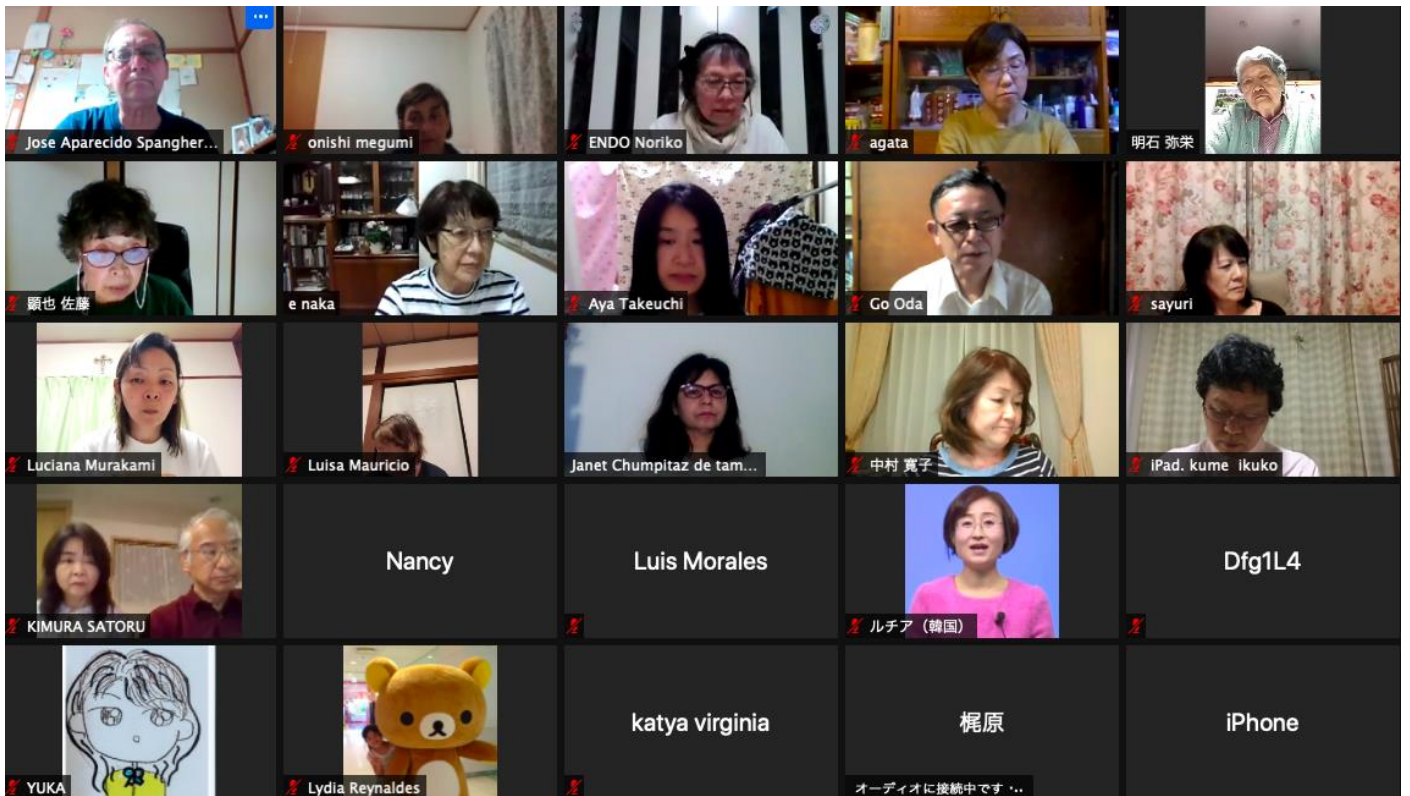 Jose Aparecido Spangher...
onishi megumi
ENDO Noriko
agata
明石 弥栄
顕也 佐藤
e naka
Aya Takeuchi
Go Oda
sayuri
Luciana Murakami
Luisa Mauricio
Janet Chumpitaz de tam...
中村 寛子
iPad. kume ikuko
KIMURA SATORU
Nancy
Luis Morales
ルチア（韓国）
Dfg1L4
YUKA
Lydia Reynaldes
katya virginia
梶原
オーディオに接続中です・..
iPhone